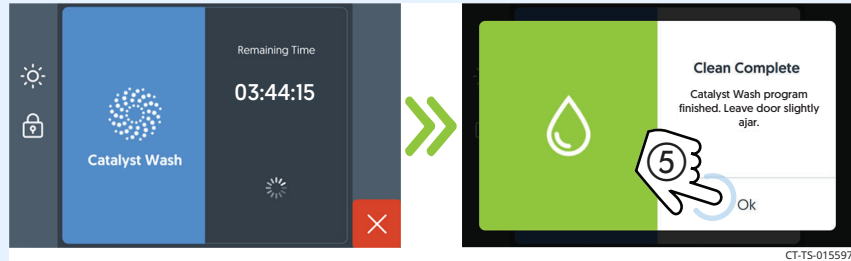 Remaining Time
03:44:15
Catalyst Wash
Clean Complete
Catalyst Wash program
finished. Leave door slightly
ajar.
5
Ok
CT-TS-015597